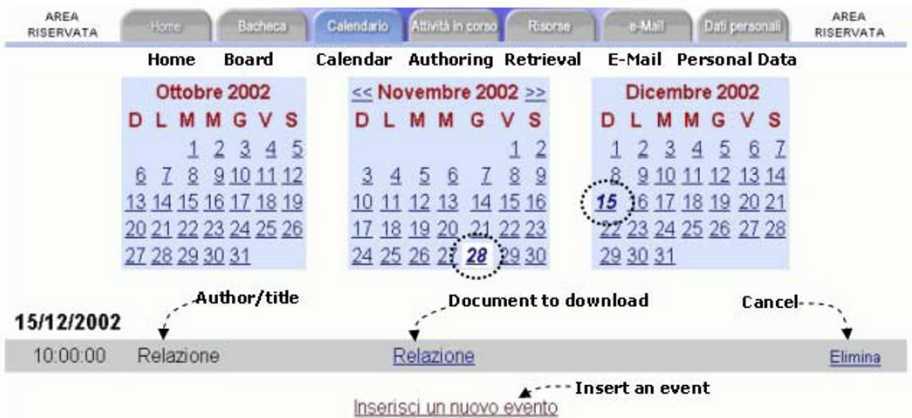 AREA RISERVATA Home Bacheca Calendario Attività in corso Risorse e-Mail Dati personali AREA RISERVATA
Home Board Calendar Authoring Retrieval E-Mail Personal Data
Ottobre 2002 << Novembre 2002 >> Dicembre 2002
D L M M G V S D L M M G V S D L M M G V S
1 2 3 4 5 1 2 1 2 3 4 5 6 7
6 7 8 9 10 11 12 3 4 5 6 7 8 9 8 9 10 11 12 13 14
13 14 15 16 17 18 19 10 11 12 13 14 15 16 15 16 17 18 19 20 21
20 21 22 23 24 25 26 17 18 19 20 21 22 23 22 23 24 25 26 27 28
27 28 29 30 31 24 25 26 27 28 29 30 29 30 31
Author/title Document to download Cancel
15/12/2002
10:00:00 Relazione Relazione Elimina
Insert an event
Inserisci un nuovo evento